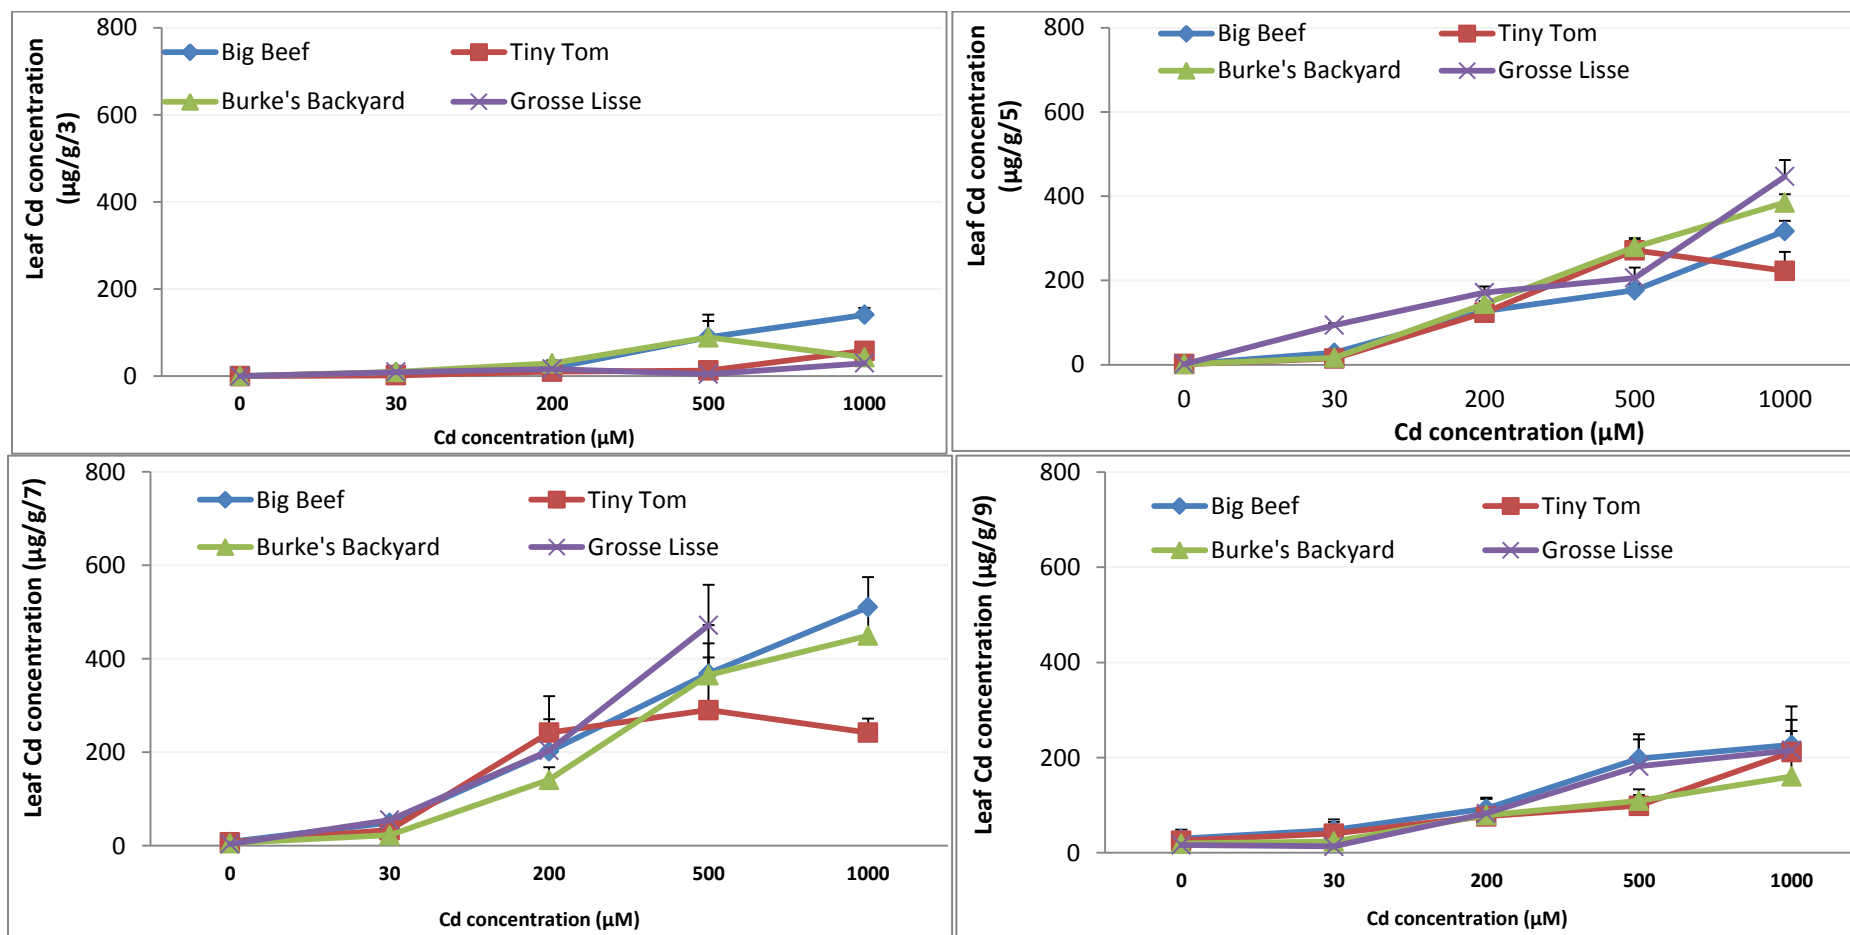 Leaf Cd concentration
(µg/g/3)
800
600
400
200
0
Big Beef
Tiny Tom
Burke's Backyard
Grosse Lisse
0 30 200 500 1000
Cd concentration (µM)
Leaf Cd concentration
(µg/g/5)
800
600
400
200
0
Big Beef
Tiny Tom
Burke's Backyard
Grosse Lisse
0 30 200 500 1000
Cd concentration (µM)
Leaf Cd concentration (µg/g/7)
800
600
400
200
0
Big Beef
Tiny Tom
Burke's Backyard
Grosse Lisse
0 30 200 500 1000
Cd concentration (µM)
Leaf Cd concentration (µg/g/9)
800
600
400
200
0
Big Beef
Tiny Tom
Burke's Backyard
Grosse Lisse
0 30 200 500 1000
Cd concentration (µM)